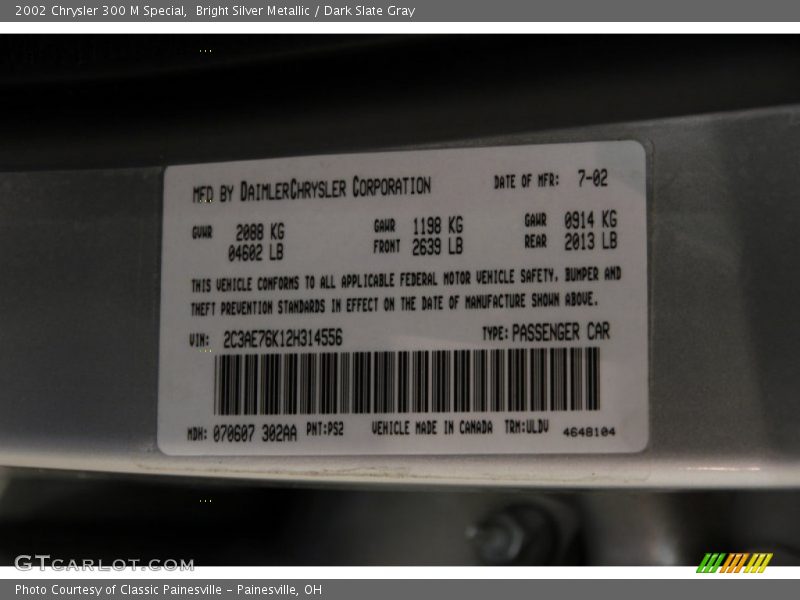 2002 Chrysler 300 M Special, Bright Silver Metallic / Dark Slate Gray
MFD BY DAIMLERCHRYSLER CORPORATION DATE OF MFR: 7-02
GVWR 2088 KG GAWR 1198 KG GAWR 0914 KG
04602 LB FRONT 2639 LB REAR 2013 LB
THIS VEHICLE CONFORMS TO ALL APPLICABLE FEDERAL MOTOR VEHICLE SAFETY, BUMPER AND
THEFT PREVENTION STANDARDS IN EFFECT ON THE DATE OF MANUFACTURE SHOWN ABOVE.
VIN: 2C3AE76K12H314556 TYPE: PASSENGER CAR
MDH: 070607 302AA PNT:PS2 VEHICLE MADE IN CANADA TRM:ULDV 4648104
GTCARLOT.COM
Photo Courtesy of Classic Painesville - Painesville, OH